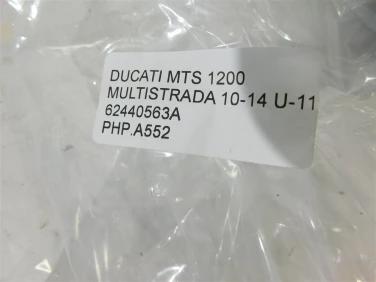 DUCATI MTS 1200
MULTISTRADA 10-14 U-11
62440563A
PHP.A552